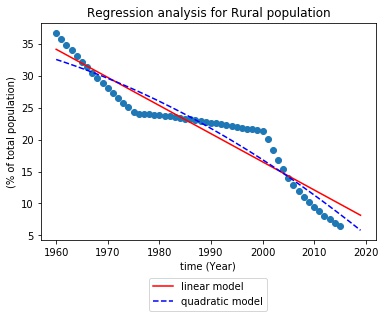 Regression analysis for Rural population
(% of total population)
35
30
25
20
15
10
5
1960 1970 1980 1990 2000 2010 2020
time (Year)
linear model
quadratic model